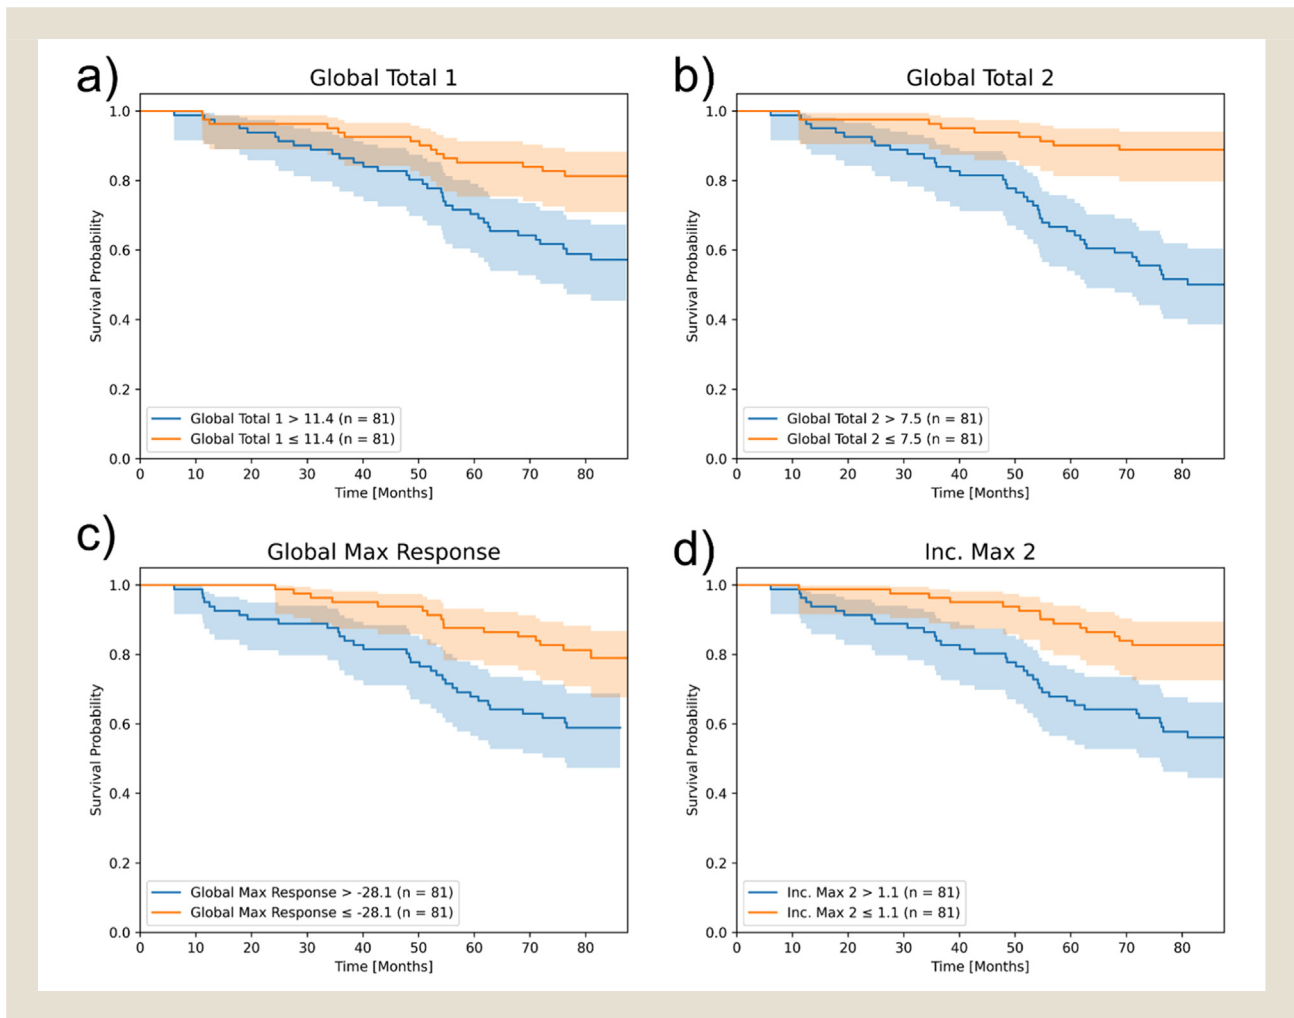 a)
Global Total 1
1.0
0.8
0.6
0.4
0.2
0.0
Survival Probability
Global Total 1 > 11.4 (n = 81)
Global Total 1 ≤ 11.4 (n = 81)
0 10 20 30 40 50 60 70 80
Time [Months]
b)
Global Total 2
1.0
0.8
0.6
0.4
0.2
0.0
Survival Probability
Global Total 2 > 7.5 (n = 81)
Global Total 2 ≤ 7.5 (n = 81)
0 10 20 30 40 50 60 70 80
Time [Months]
c)
Global Max Response
1.0
0.8
0.6
0.4
0.2
0.0
Survival Probability
Global Max Response > -28.1 (n = 81)
Global Max Response ≤ -28.1 (n = 81)
0 10 20 30 40 50 60 70 80
Time [Months]
d)
Inc. Max 2
1.0
0.8
0.6
0.4
0.2
0.0
Survival Probability
Inc. Max 2 > 1.1 (n = 81)
Inc. Max 2 ≤ 1.1 (n = 81)
0 10 20 30 40 50 60 70 80
Time [Months]